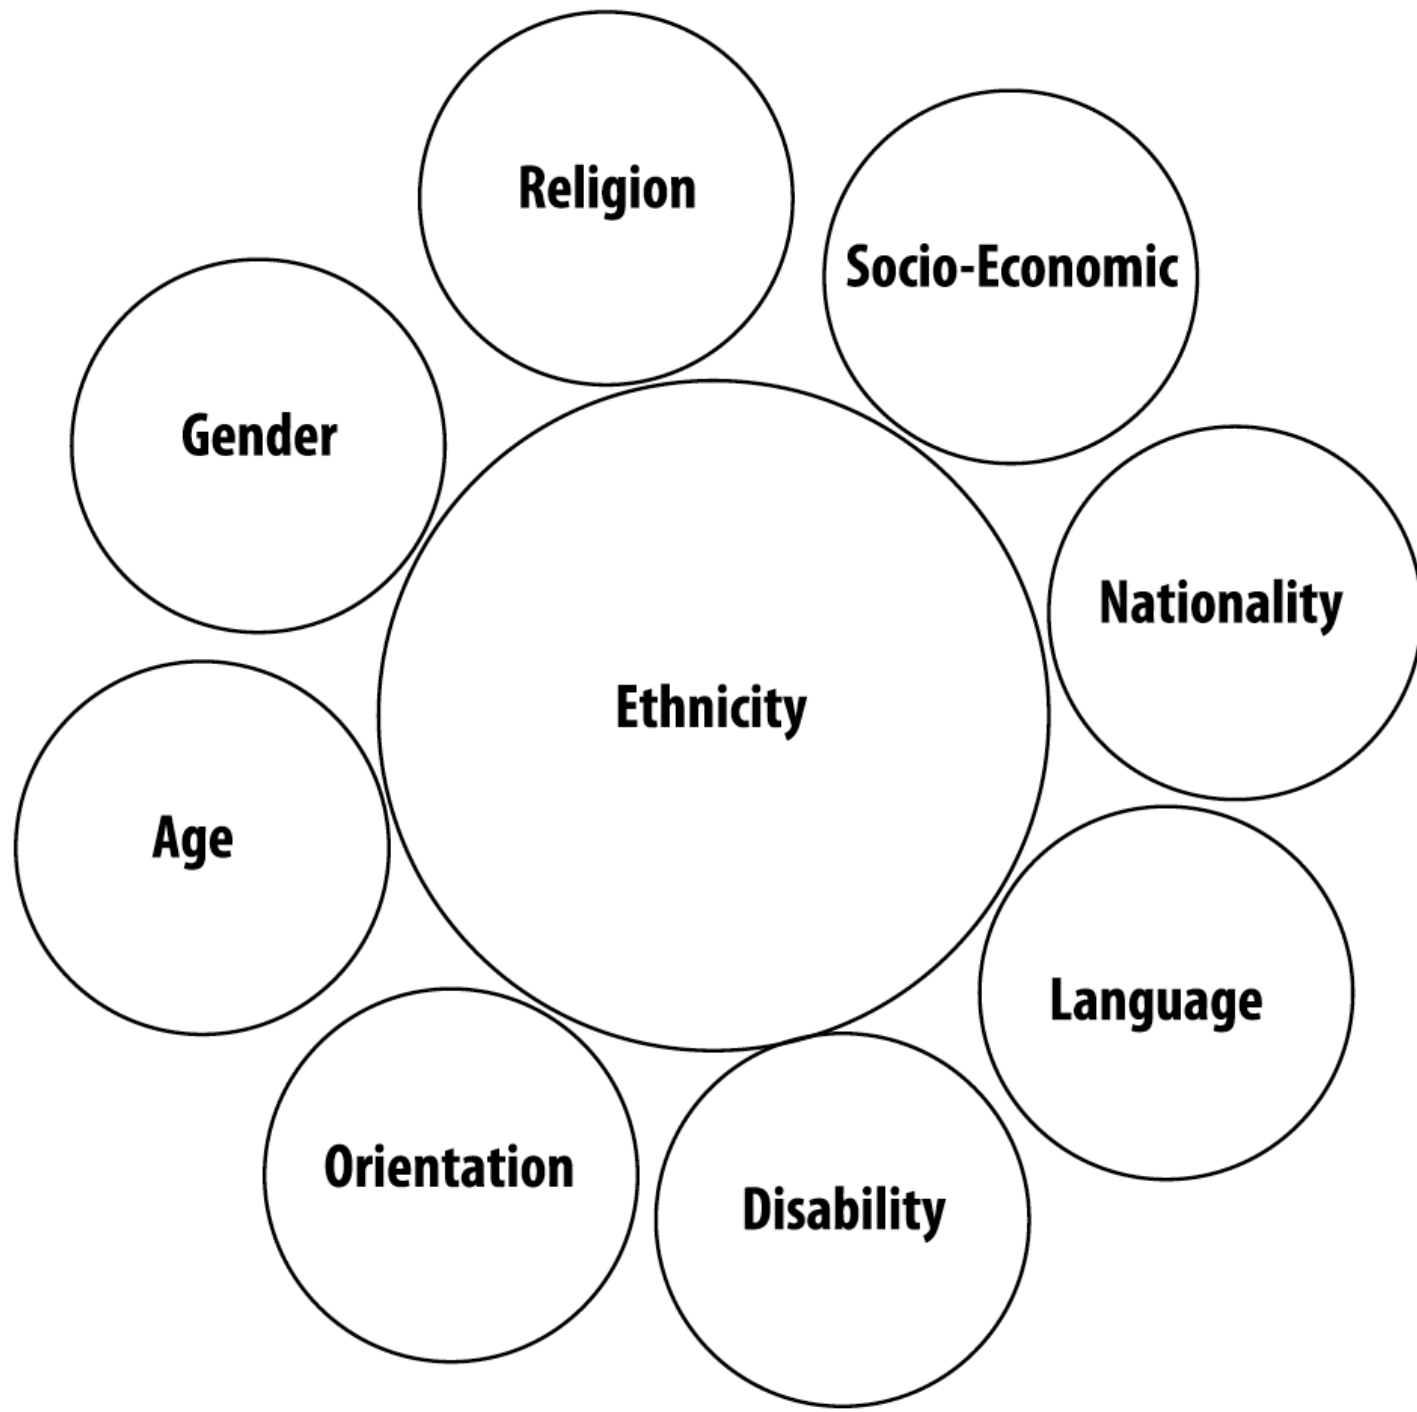 Religion
Socio-Economic
Gender
Nationality
Ethnicity
Age
Language
Orientation
Disability